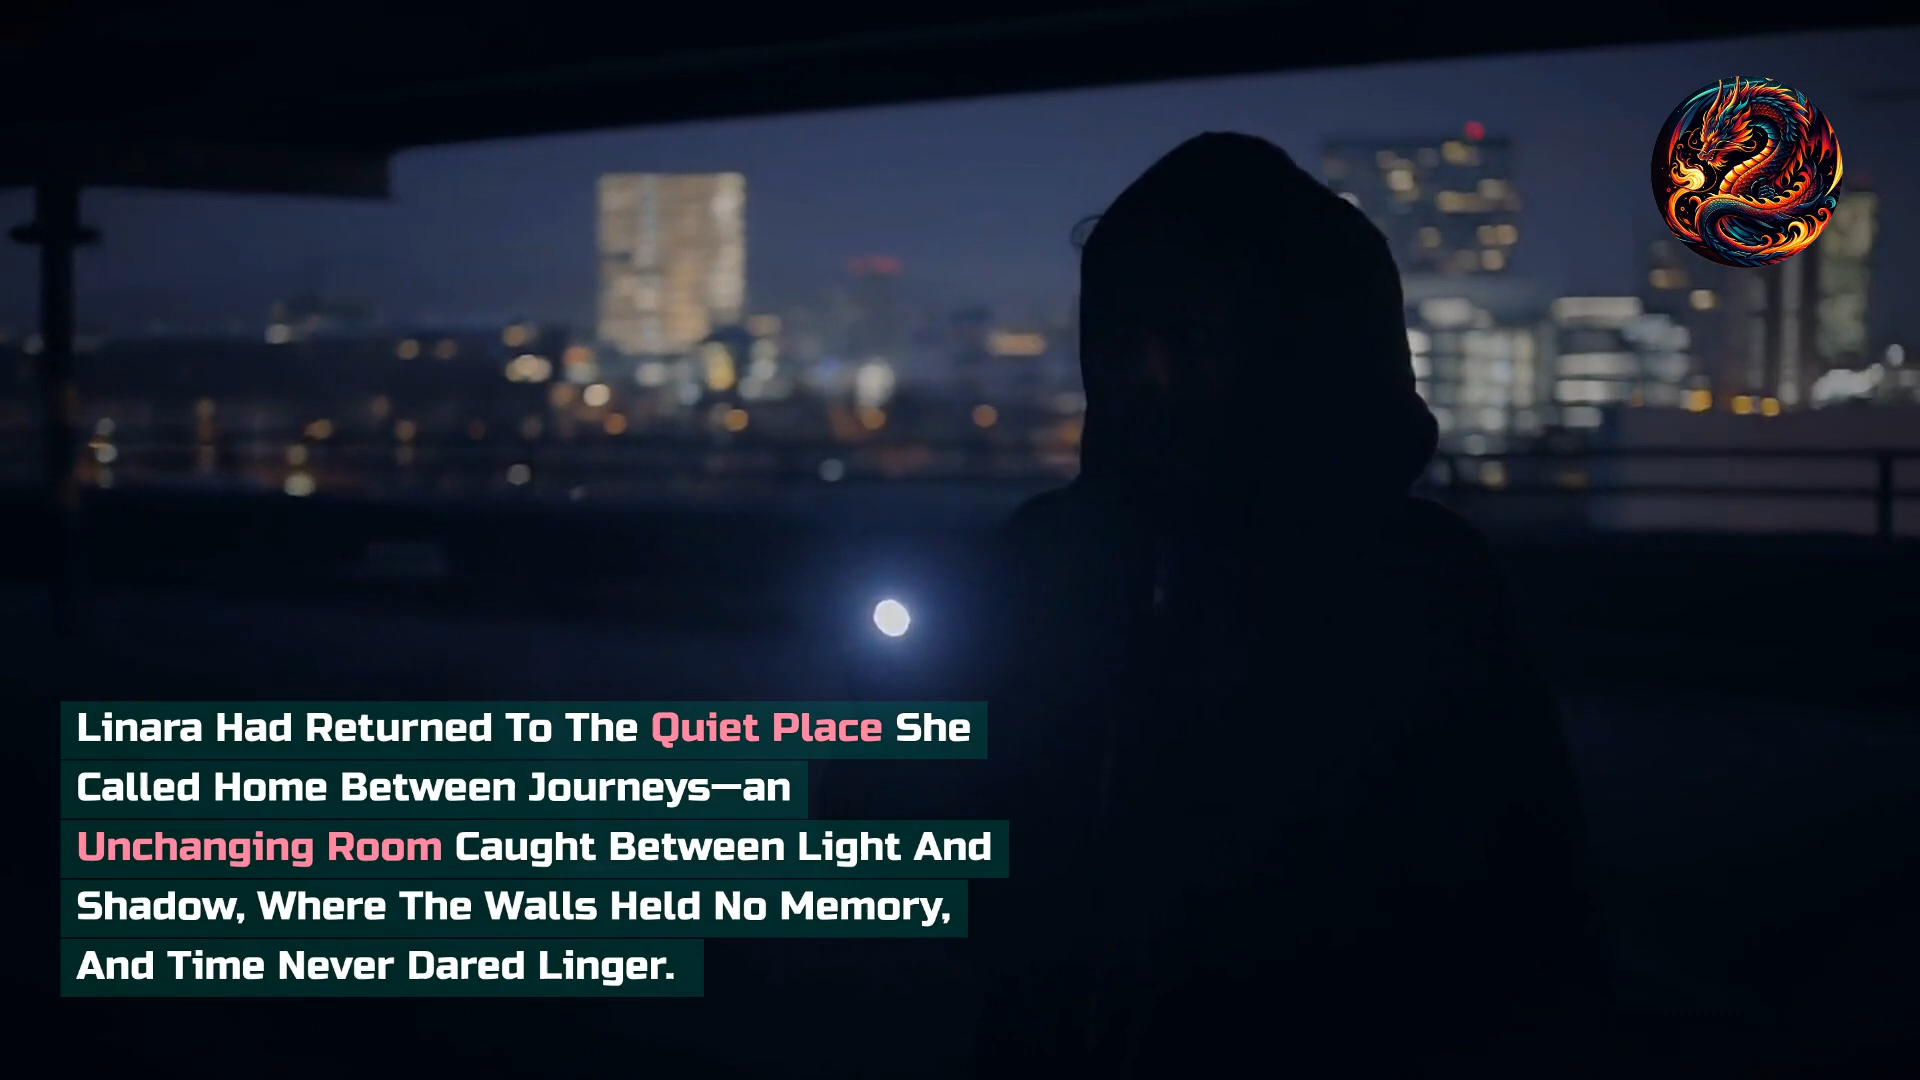 Linara Had Returned To The Quiet Place She
Called Home Between Journeys—an
Unchanging Room Caught Between Light And
Shadow, Where The Walls Held No Memory,
And Time Never Dared Linger.